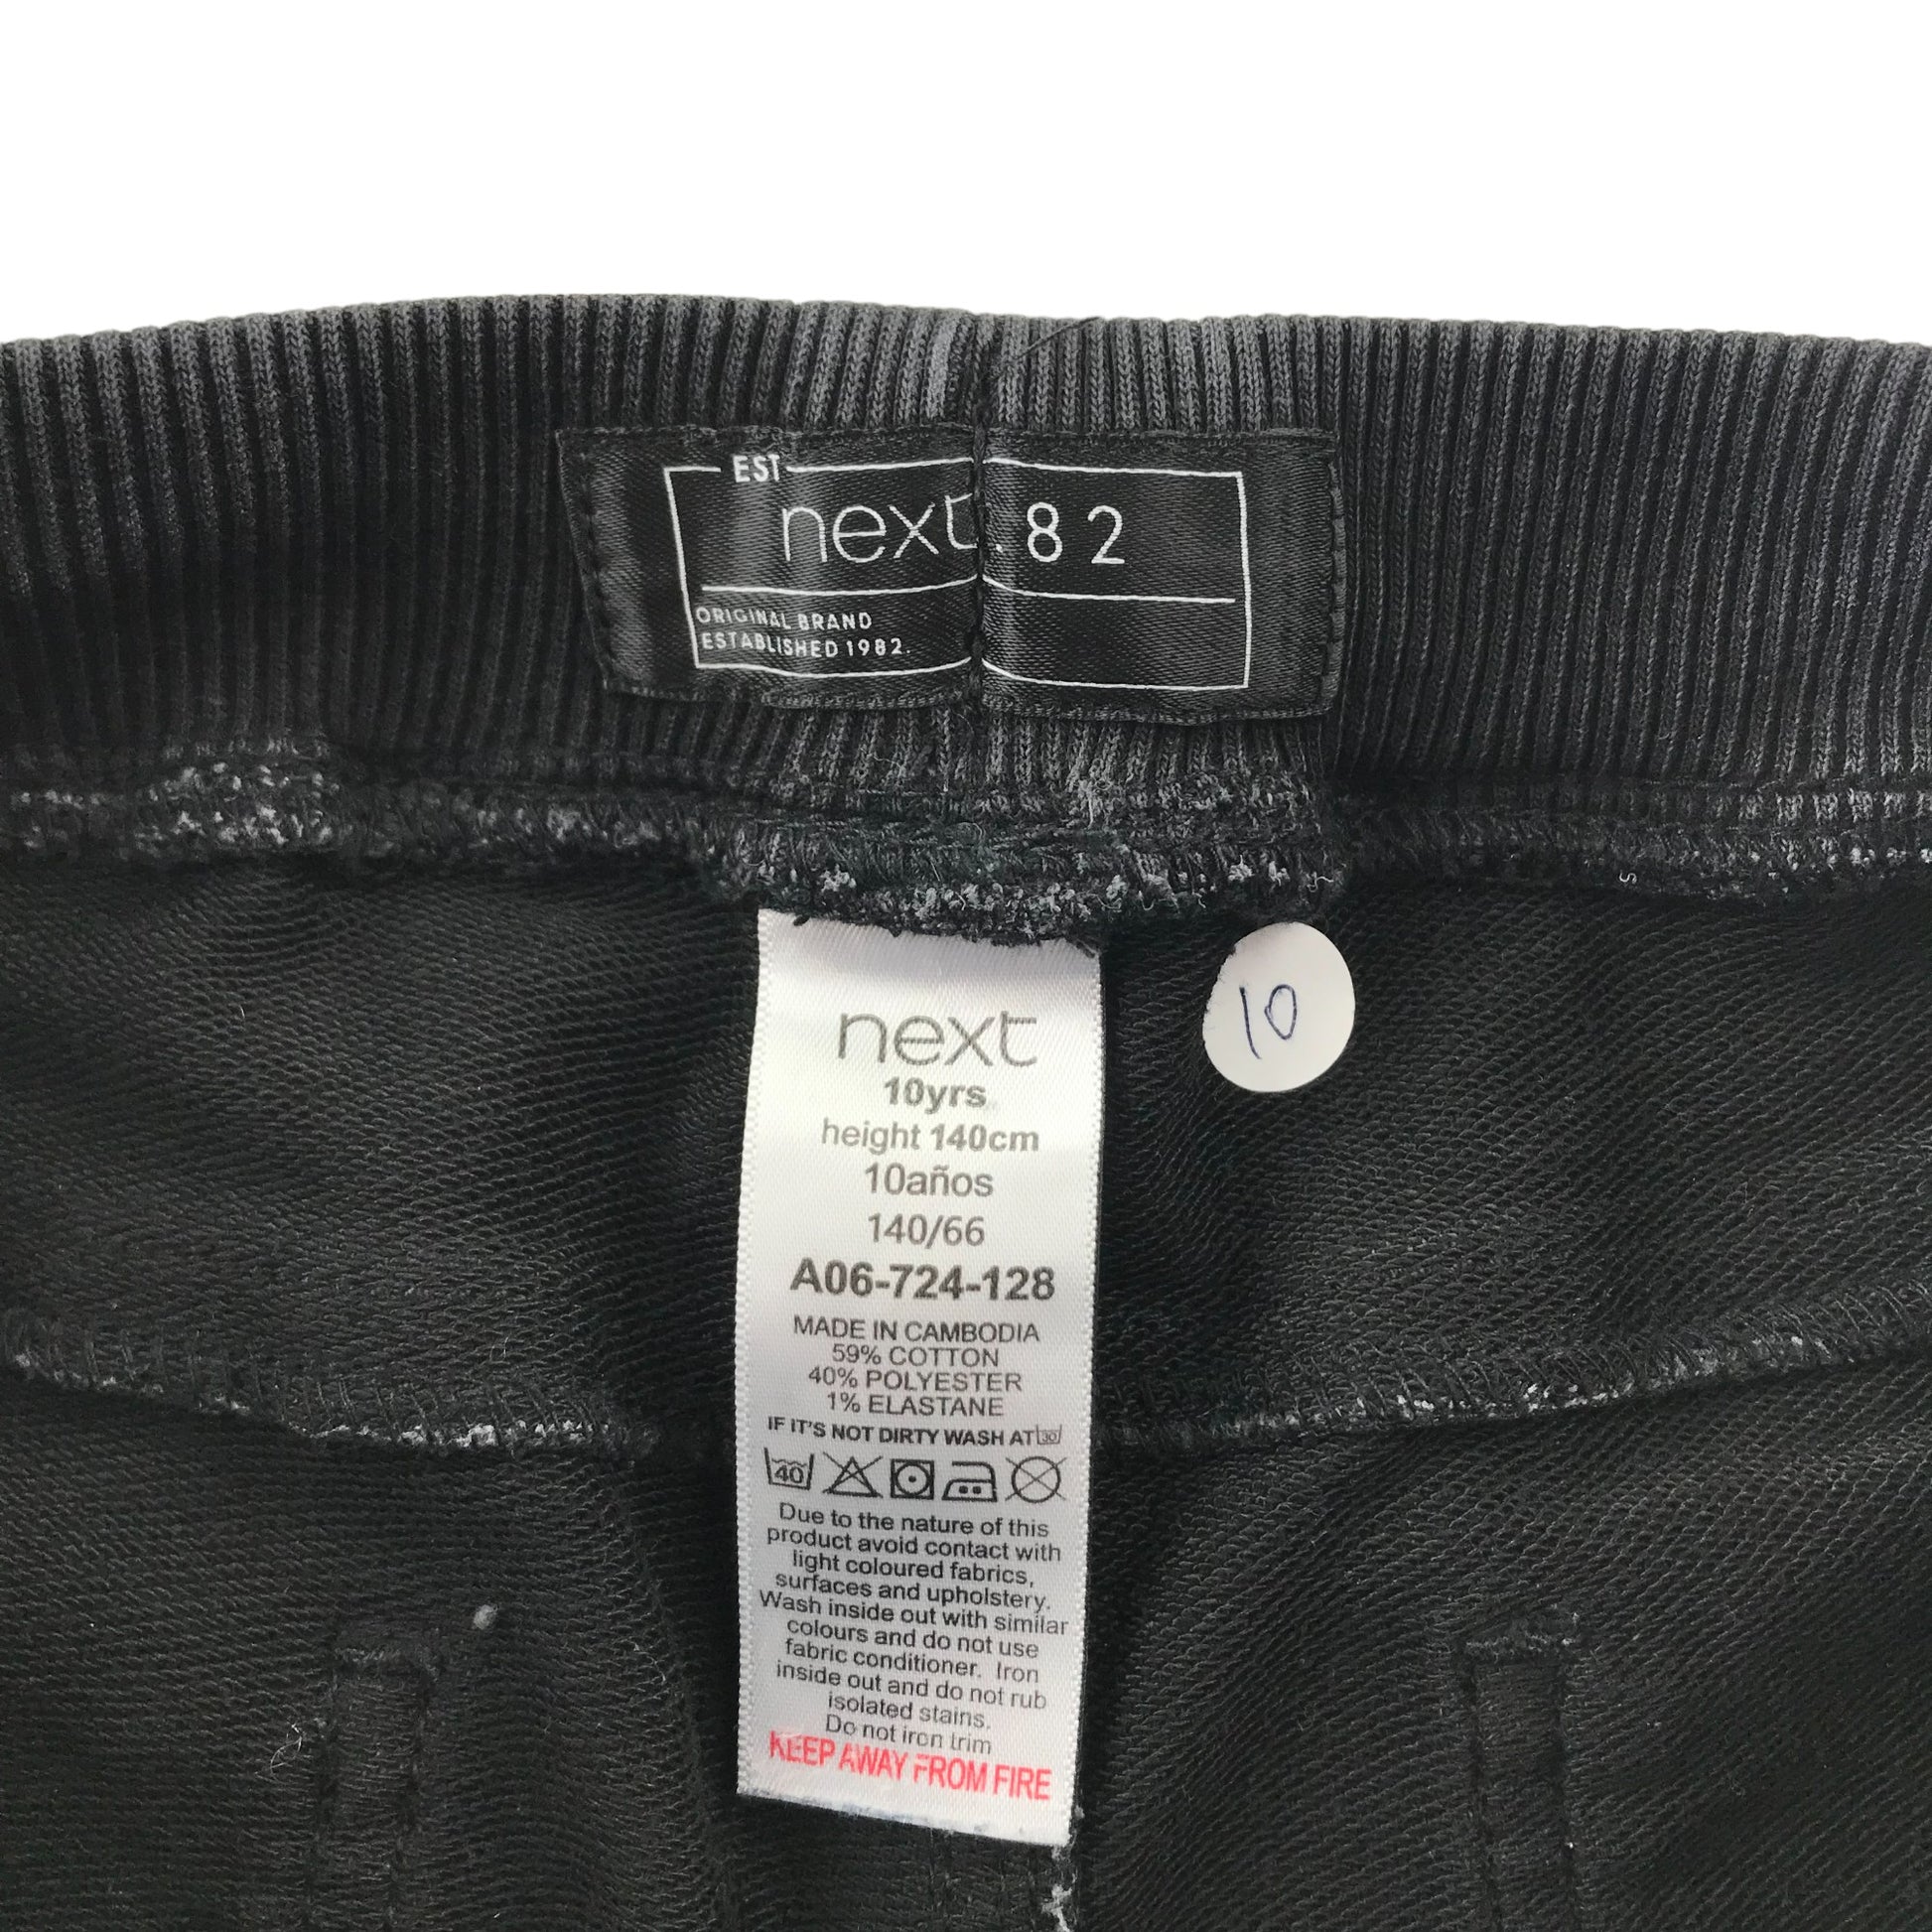 EST
next.82
ORIGINAL BRAND
ESTABLISHED 1982.
next
10yrs
height 140cm
10años
140/66
A06-724-128
MADE IN CAMBODIA
59% COTTON
40% POLYESTER
1% ELASTANE
IF IT'S NOT DIRTY WASH AT 30
40
Due to the nature of this
product avoid contact with
light coloured fabrics,
surfaces and upholstery.
Wash inside out with similar
colours and do not use
fabric conditioner. Iron
inside out and do not rub
isolated stains.
Do not iron trim
KEEP AWAY FROM FIRE
10